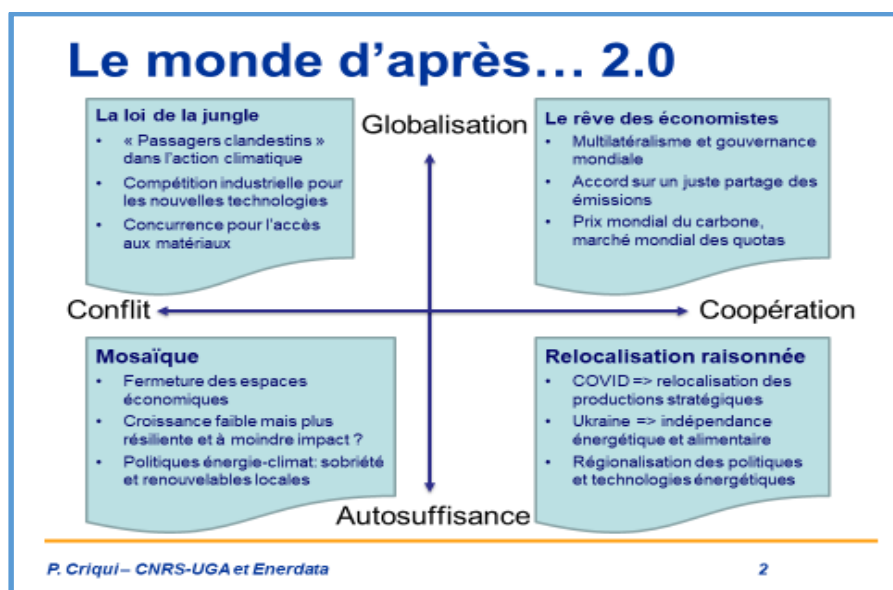 Le monde d'après... 2.0
La loi de la jungle
• « Passagers clandestins »
dans l'action climatique
• Compétition industrielle pour
les nouvelles technologies
• Concurrence pour l'accès
aux matériaux
Globalisation
Le rêve des économistes
• Multilatéralisme et gouvernance
mondiale
• Accord sur un juste partage des
émissions
• Prix mondial du carbone,
marché mondial des quotas
Conflit
Coopération
Mosaïque
• Fermeture des espaces
économiques
• Croissance faible mais plus
résiliente et à moindre impact ?
• Politiques énergie-climat: sobriété
et renouvelables locales
Relocalisation raisonnée
• COVID => relocalisation des
productions stratégiques
• Ukraine => indépendance
énergétique et alimentaire
• Régionalisation des politiques
et technologies énergétiques
Autosuffisance
P. Criqui – CNRS-UGA et Enerdata
2